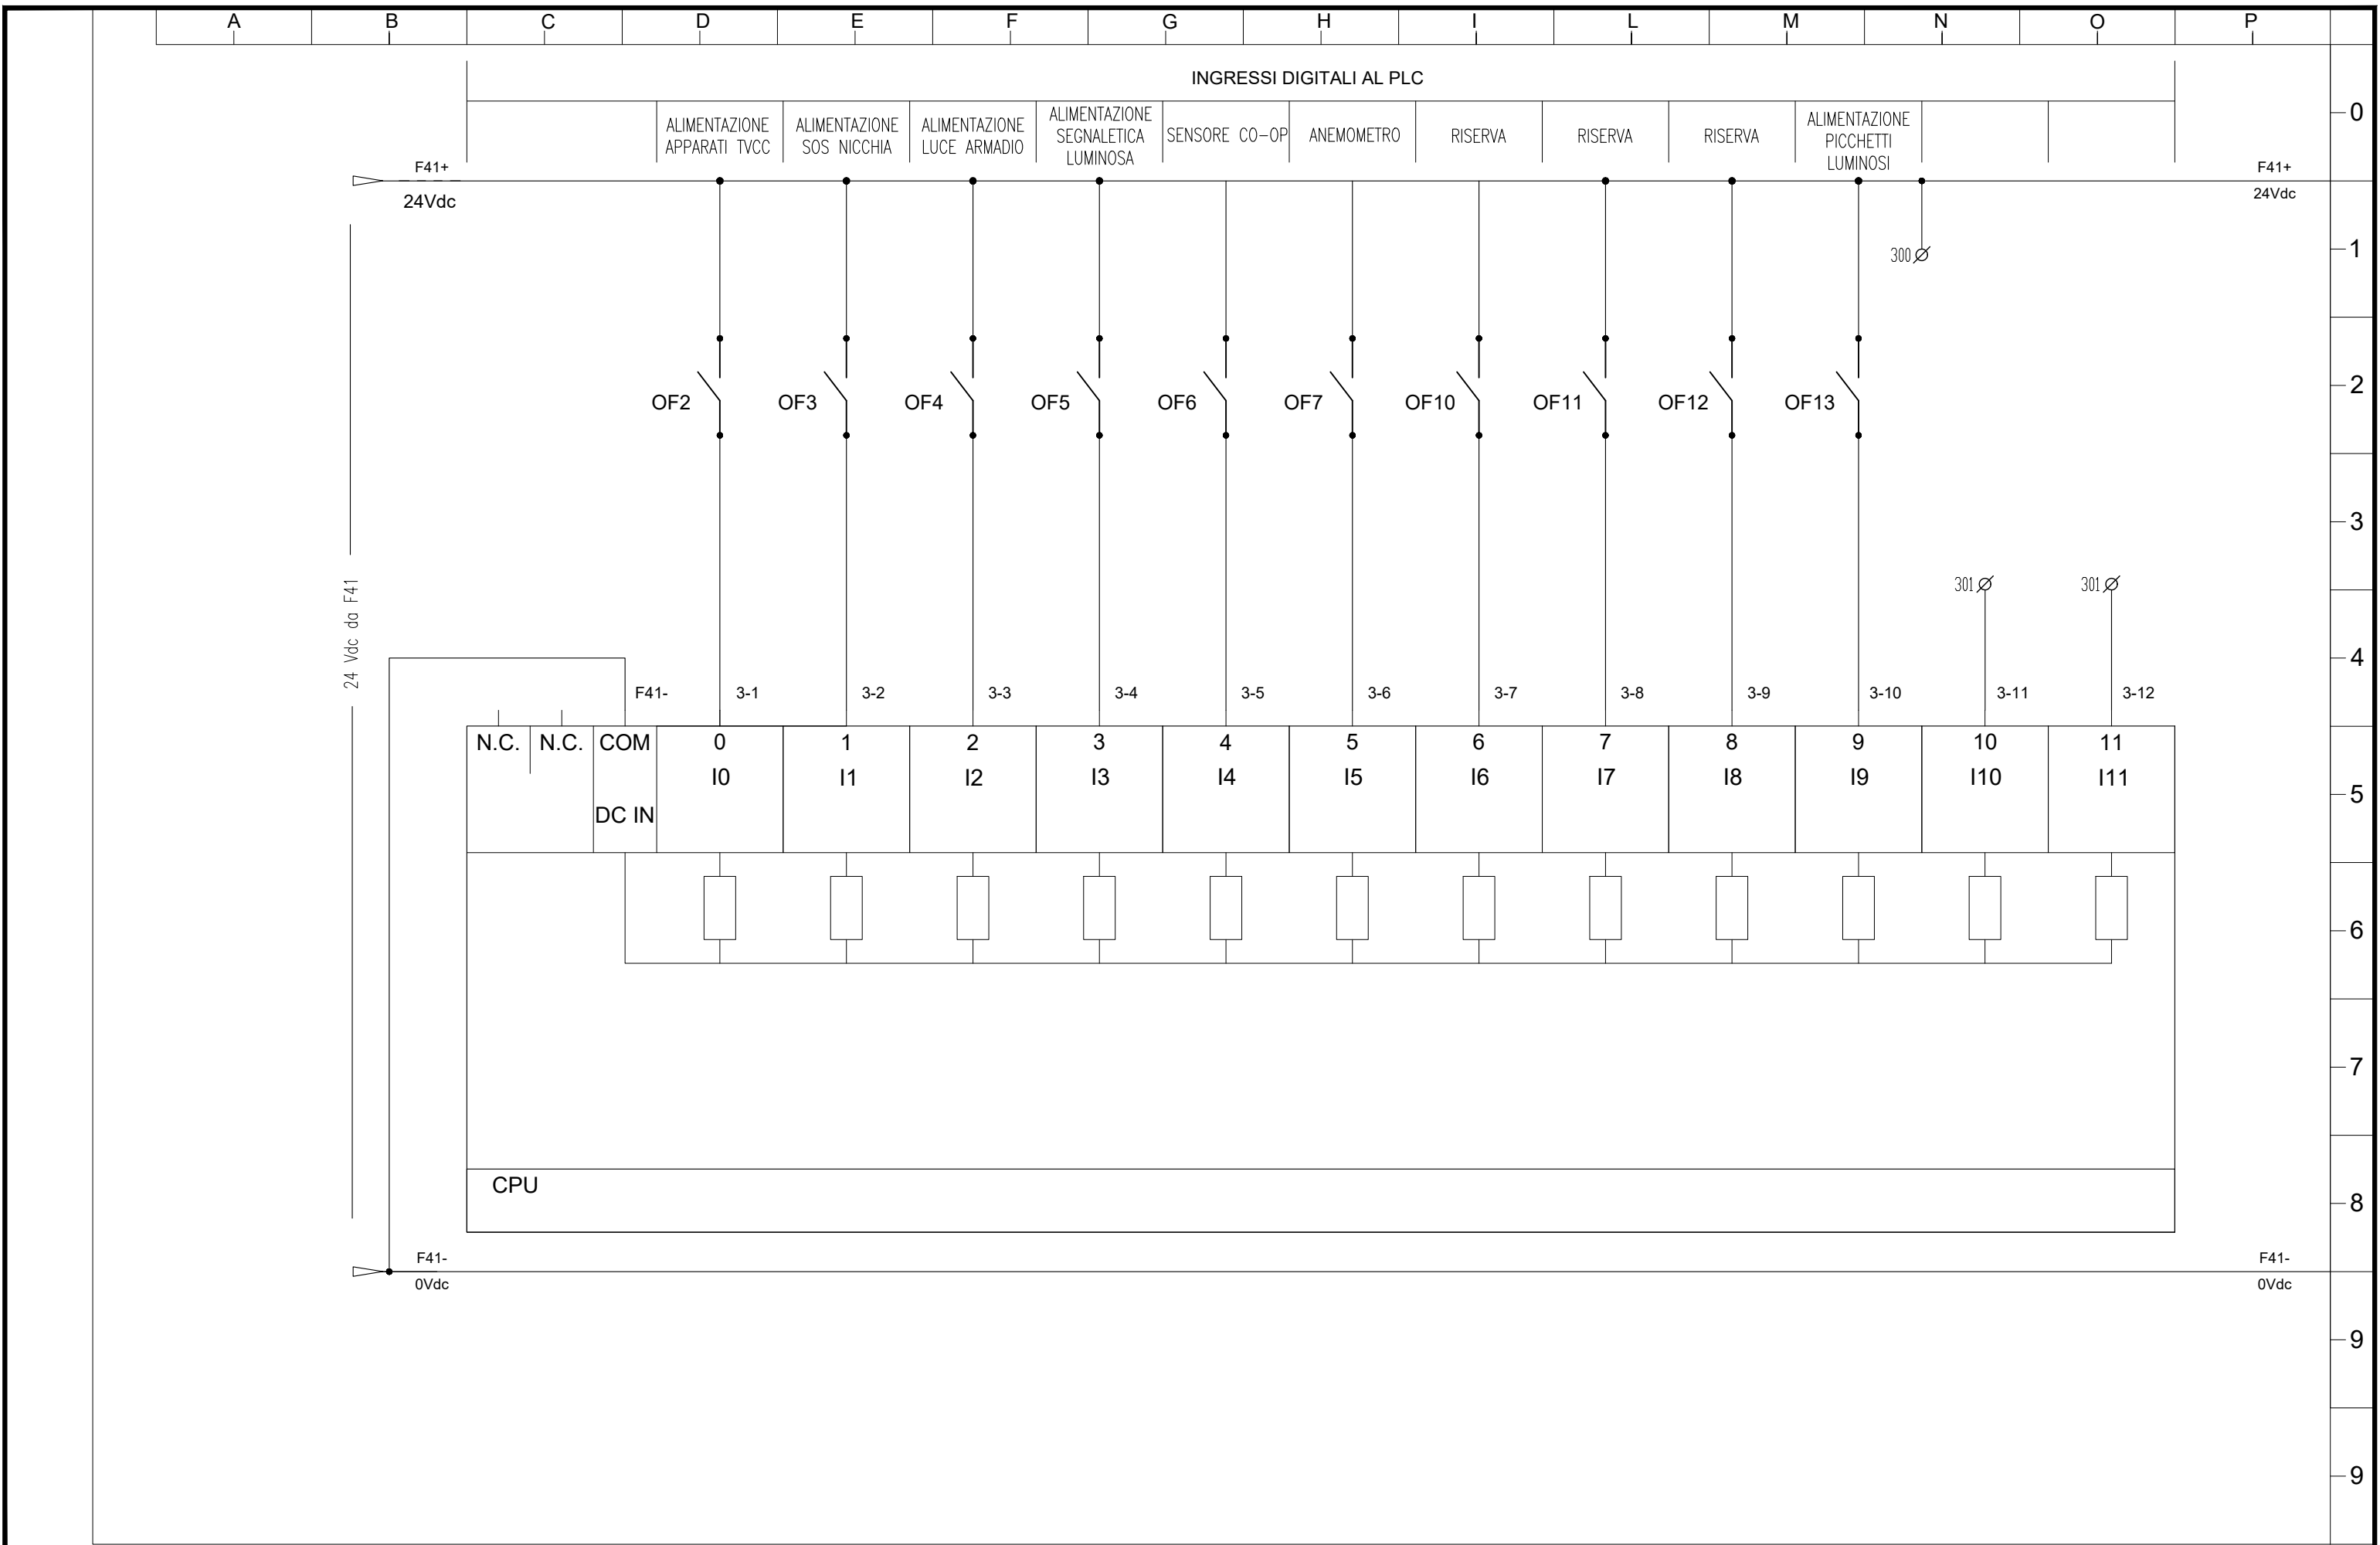 A B C D E F G H I L M N O P
INGRESSI DIGITALI AL PLC
ALIMENTAZIONE
APPARATI TVCC
ALIMENTAZIONE
SOS NICCHIA
ALIMENTAZIONE
LUCE ARMADIO
ALIMENTAZIONE
SEGNALETICA
LUMINOSA
SENSORE CO-OP
ANEMOMETRO
RISERVA
RISERVA
RISERVA
ALIMENTAZIONE
PICCHETTI
LUMINOSI
0
F41+
24Vdc
F41+
24Vdc
300
1
OF2 OF3 OF4 OF5 OF6 OF7 OF10 OF11 OF12 OF13
2
3
24 Vdc da F41
301 301
4
F41- 3-1 3-2 3-3 3-4 3-5 3-6 3-7 3-8 3-9 3-10 3-11 3-12
N.C. N.C. COM 0 1 2 3 4 5 6 7 8 9 10 11
I0 I1 I2 I3 I4 I5 I6 I7 I8 I9 I10 I11
DC IN
5
6
7
CPU
8
F41-
0Vdc
F41-
0Vdc
9
9